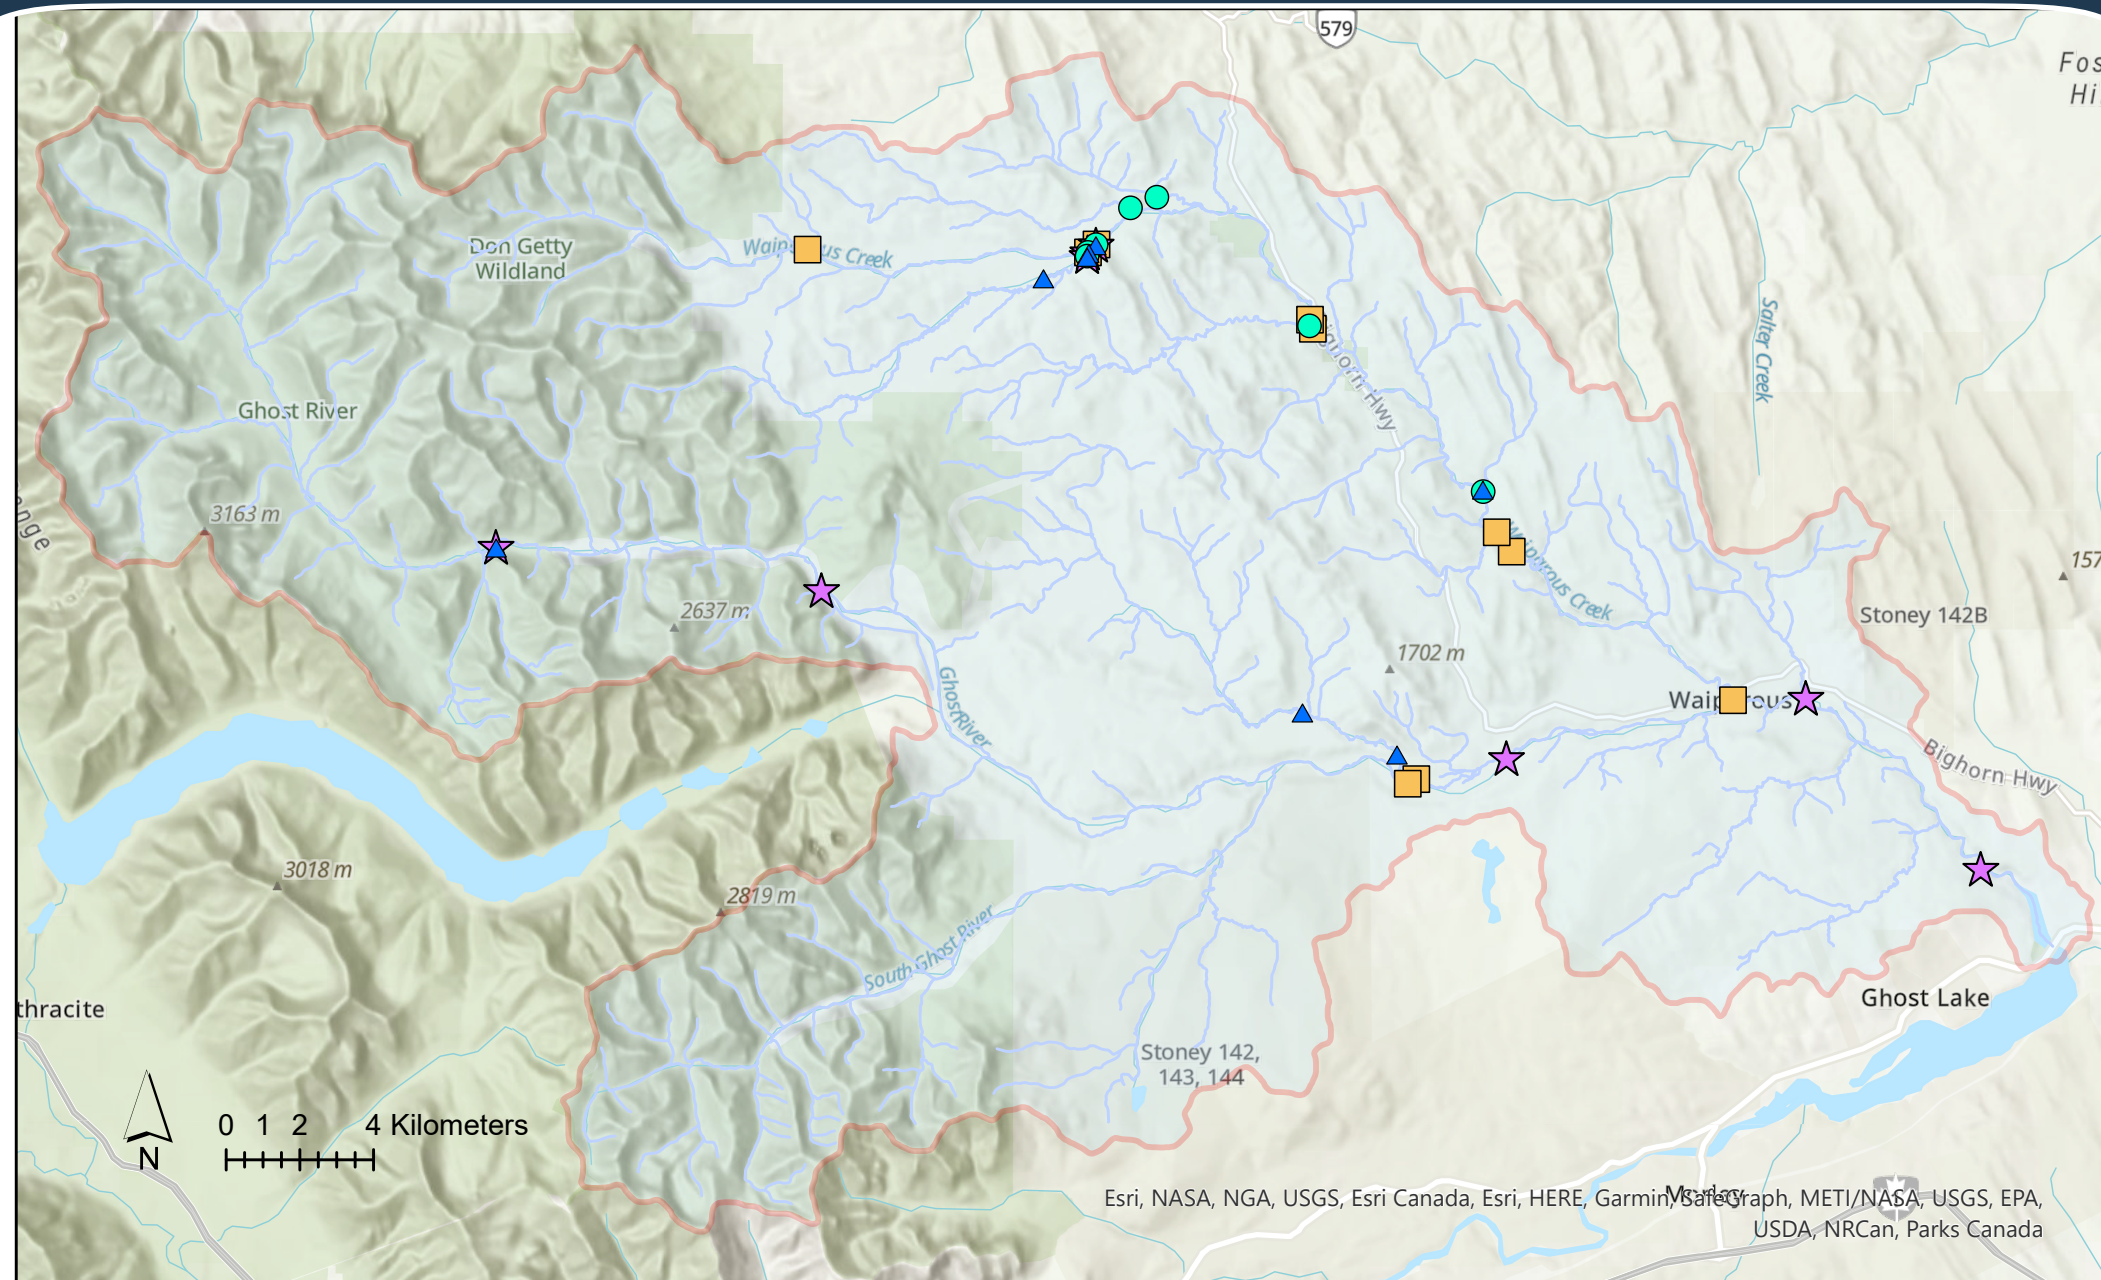 579
Fos
Hi
Don Getty
Wildland
Creek
Salter Creek
Hwy
Ghost River
3163 m
enge
Waiparous Creek
157
2637 m
Stoney 142B
1702 m
Ghost River
Bighorn Hwy
3018 m
2819 m
South Ghost River
thracite
Ghost Lake
Stoney 142,
143, 144
0 1 2 4 Kilometers
N
Esri, NASA, NGA, USGS, Esri Canada, Esri, HERE, Garmin, SafeGraph, METI/NASA, USGS, EPA,
USDA, NRCan, Parks Canada